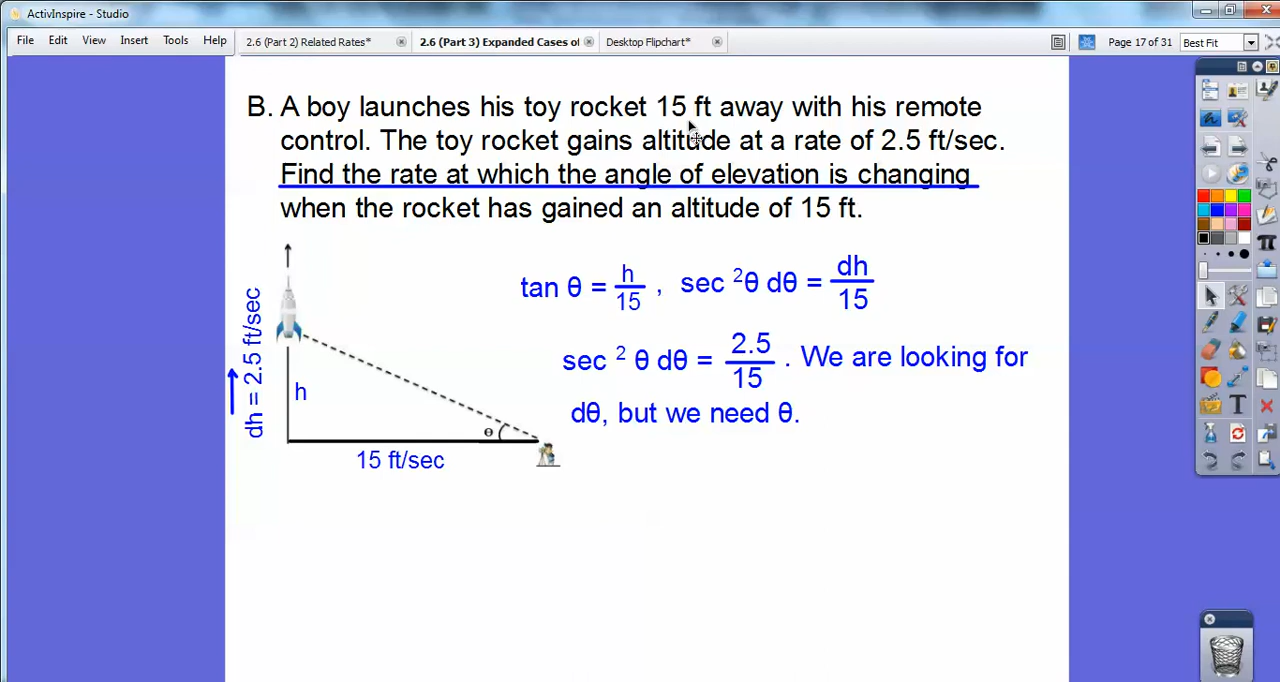 ActivInspire - Studio
File Edit View Insert Tools Help
2.6 (Part 2) Related Rates*
2.6 (Part 3) Expanded Cases of
Desktop Flipchart*
Page 17 of 31
Best Fit
B. A boy launches his toy rocket 15 ft away with his remote
control. The toy rocket gains altitude at a rate of 2.5 ft/sec.
Find the rate at which the angle of elevation is changing
when the rocket has gained an altitude of 15 ft.
tan θ = h/15 , sec ²θ dθ = dh/15
sec ² θ dθ = 2.5/15 . We are looking for
dθ, but we need θ.
dh = 2.5 ft/sec
h
θ
15 ft/sec